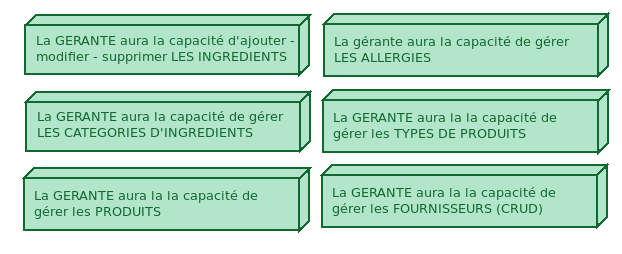 La GERANTE aura la capacité d'ajouter -
modifier - supprimer LES INGREDIENTS
La gérante aura la capacité de gérer
LES ALLERGIES
La GERANTE aura la capacité de gérer
LES CATEGORIES D'INGREDIENTS
La GERANTE aura la la capacité de
gérer les TYPES DE PRODUITS
La GERANTE aura la la capacité de
gérer les PRODUITS
La GERANTE aura la la capacité de
gérer les FOURNISSEURS (CRUD)